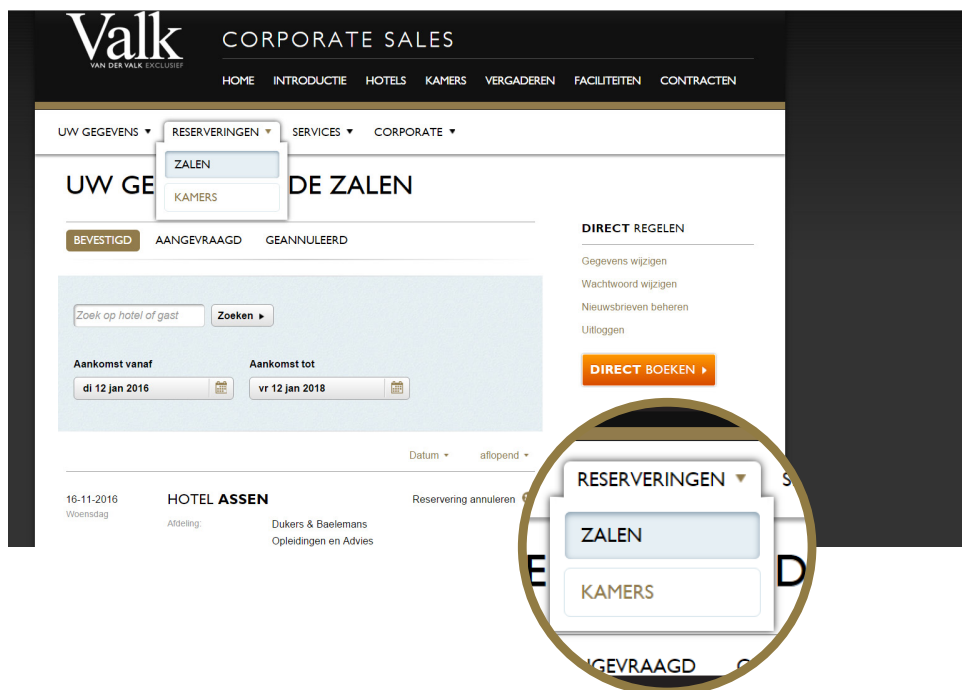 Valk
VAN DER VALK EXCLUSIEF
CORPORATE SALES
HOME INTRODUCTIE HOTELS KAMERS VERGADEREN FACILITEITEN CONTRACTEN
UW GEGEVENS RESERVERINGEN SERVICES CORPORATE
ZALEN
KAMERS
UW GE DE ZALEN
BEVESTIGD AANGEVRAAGD GEANNULEERD
Zoek op hotel of gast Zoeken
Aankomst vanaf Aankomst tot
di 12 jan 2016 vr 12 jan 2018
DIRECT REGELEN
Gegevens wijzigen
Wachtwoord wijzigen
Nieuwsbrieven beheren
Uitloggen
DIRECT BOEKEN
Datum aflopend
16-11-2016 HOTEL ASSEN Reservering annuleren
Woensdag Afdeling: Dukers & Baelemans
Opleidingen en Advies
RESERVERINGEN S
ZALEN
E D
KAMERS
NGEVRAAGD G